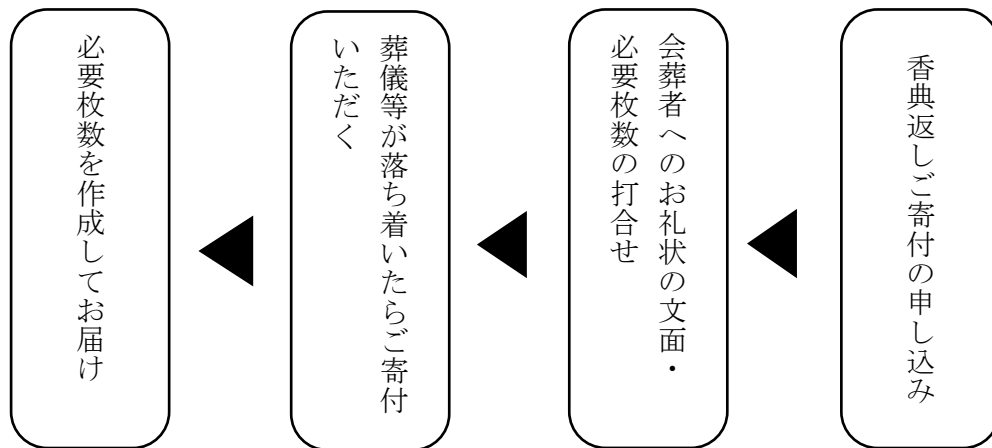 香典返しご寄付の申し込み
会葬者へのお礼状の文面・
必要枚数の打合せ
葬儀等が落ち着いたらご寄付
いただく
必要枚数を作成してお届け